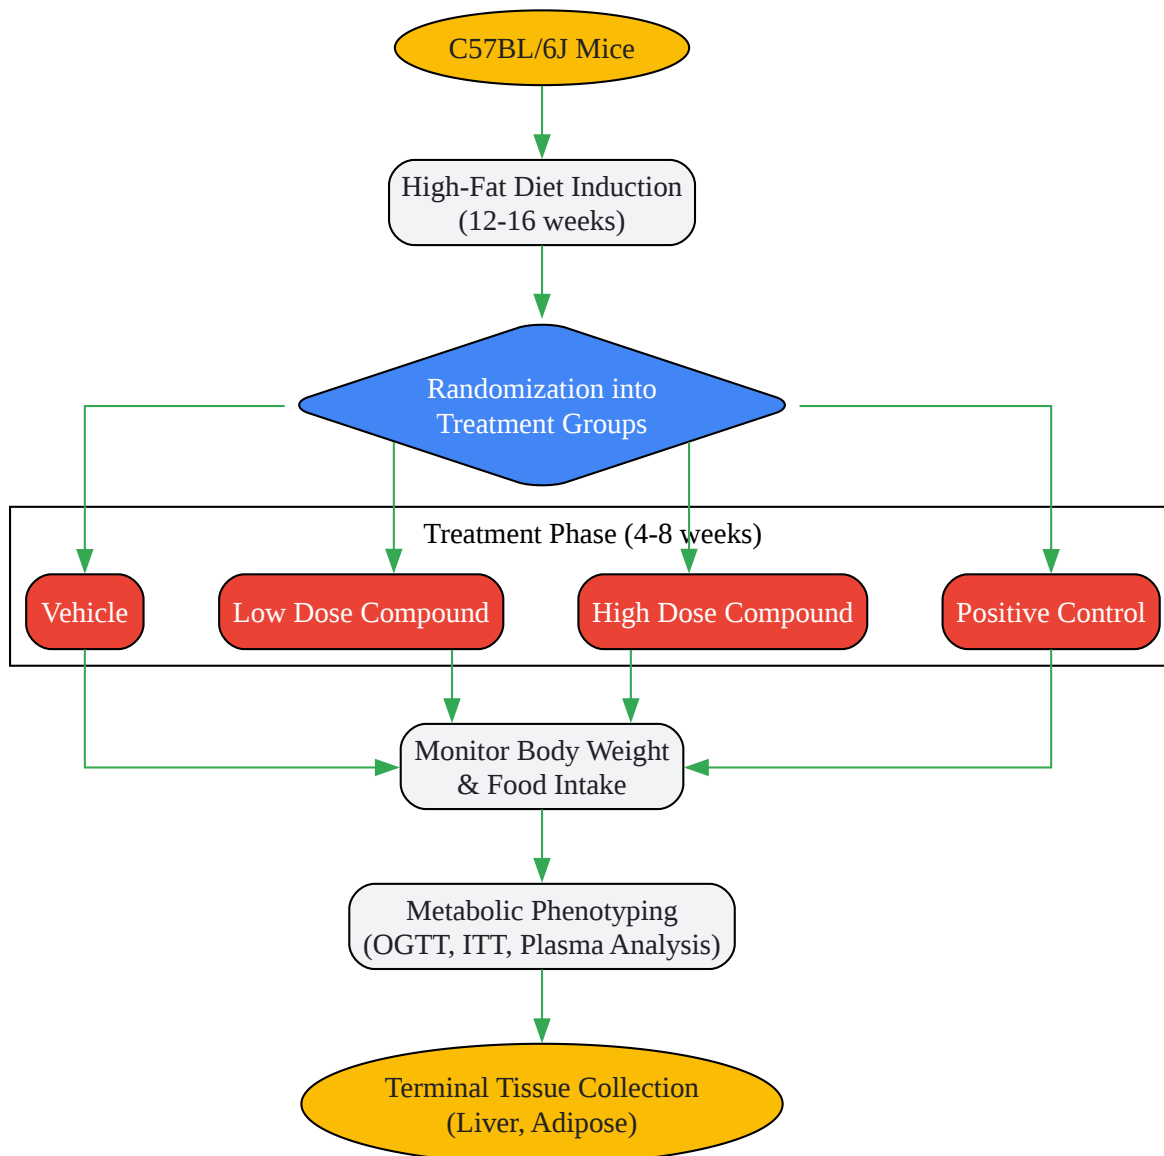 C57BL/6J Mice
High-Fat Diet Induction
(12-16 weeks)
Randomization into
Treatment Groups
Treatment Phase (4-8 weeks)
Vehicle
Low Dose Compound
High Dose Compound
Positive Control
Monitor Body Weight
& Food Intake
Metabolic Phenotyping
(OGTT, ITT, Plasma Analysis)
Terminal Tissue Collection
(Liver, Adipose)